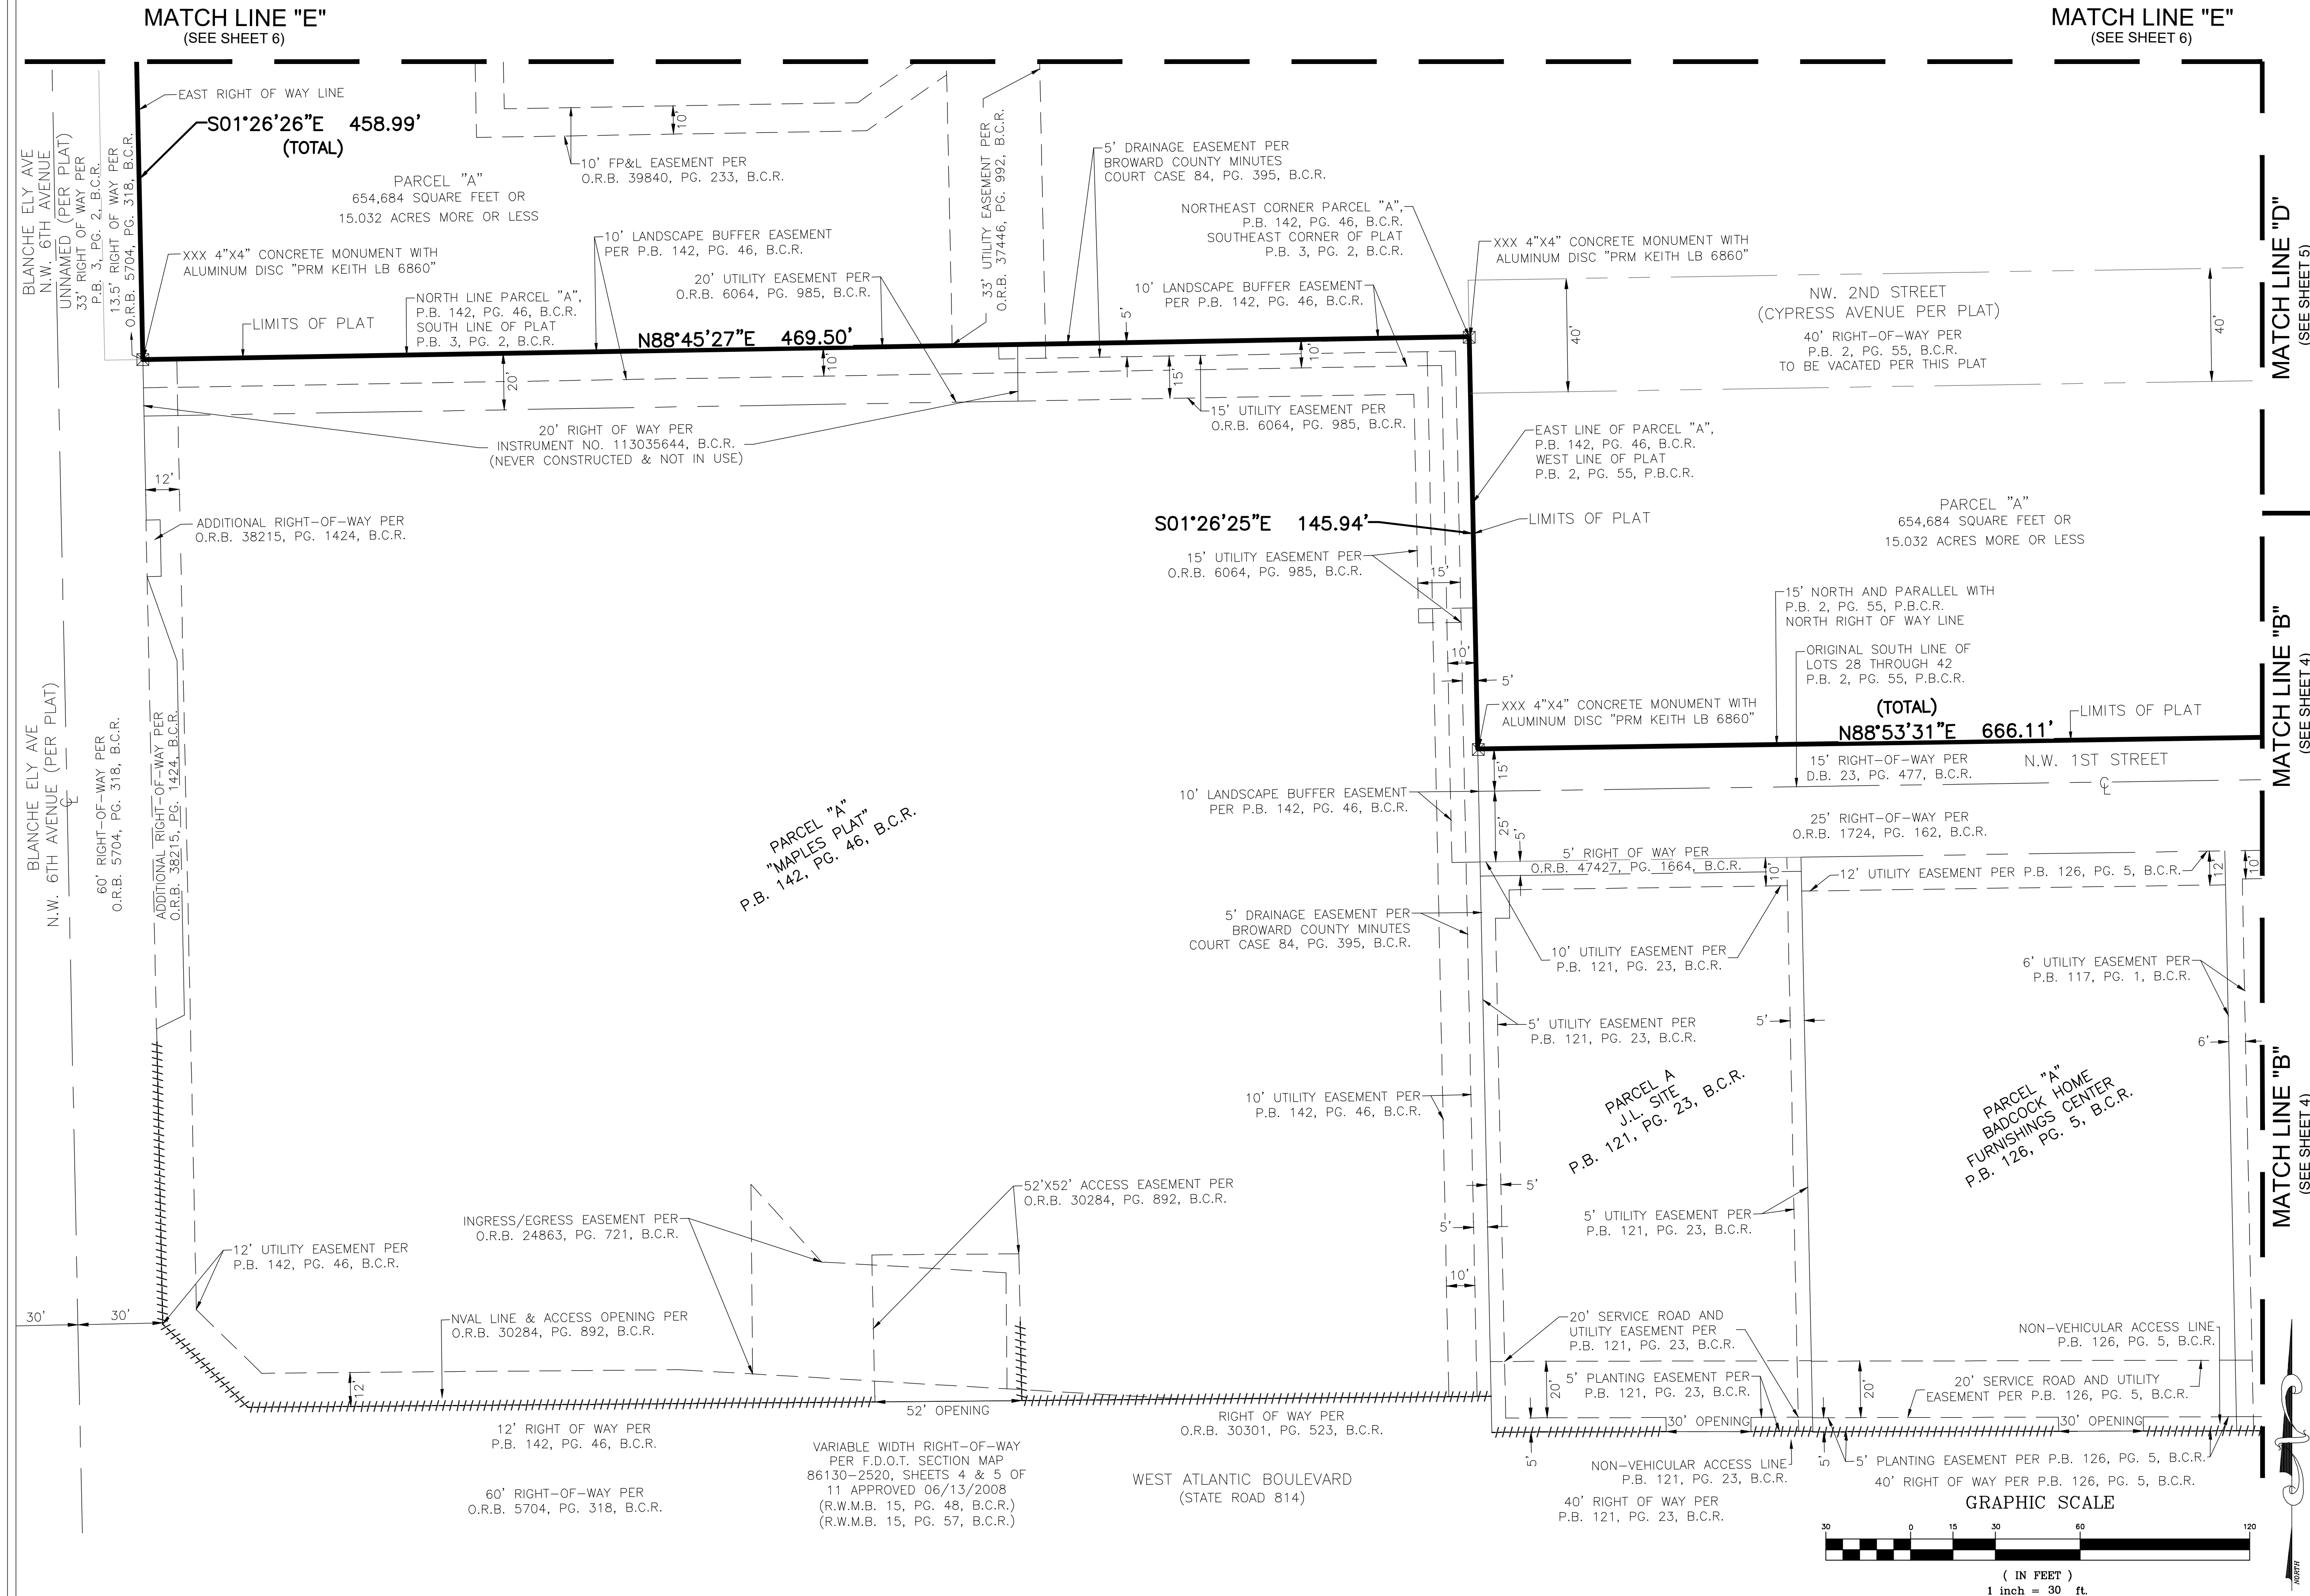 MATCH LINE "E"
(SEE SHEET 6)
MATCH LINE "E"
(SEE SHEET 6)
EAST RIGHT OF WAY LINE
S01°26'26"E 458.99'
(TOTAL)
BLANCHE ELY AVE
N.W. 6TH AVENUE
UNNAMED (PER PLAT)
33' RIGHT OF WAY PER
P.B. 3, PG. 2, B.C.R.
13.5' RIGHT OF WAY PER
O.R.B. 5704, PG. 318, B.C.R.
PARCEL "A"
654,684 SQUARE FEET OR
15.032 ACRES MORE OR LESS
10'
10' FP&L EASEMENT PER
O.R.B. 39840, PG. 233, B.C.R.
33' UTILITY EASEMENT PER
O.R.B. 37446, PG. 992, B.C.R.
5' DRAINAGE EASEMENT PER
BROWARD COUNTY MINUTES
COURT CASE 84, PG. 395, B.C.R.
NORTHEAST CORNER PARCEL "A",
P.B. 142, PG. 46, B.C.R.
SOUTHEAST CORNER OF PLAT
P.B. 3, PG. 2, B.C.R.
XXX 4"X4" CONCRETE MONUMENT WITH
ALUMINUM DISC "PRM KEITH LB 6860"
XXX 4"X4" CONCRETE MONUMENT WITH
ALUMINUM DISC "PRM KEITH LB 6860"
10' LANDSCAPE BUFFER EASEMENT
PER P.B. 142, PG. 46, B.C.R.
20' UTILITY EASEMENT PER
O.R.B. 6064, PG. 985, B.C.R.
10' LANDSCAPE BUFFER EASEMENT
PER P.B. 142, PG. 46, B.C.R.
NORTH LINE PARCEL "A",
P.B. 142, PG. 46, B.C.R.
SOUTH LINE OF PLAT
P.B. 3, PG. 2, B.C.R.
LIMITS OF PLAT
N88°45'27"E 469.50'
5'
10'
10'
15'
20'
NW. 2ND STREET
(CYPRESS AVENUE PER PLAT)
40' RIGHT-OF-WAY PER
P.B. 2, PG. 55, B.C.R.
TO BE VACATED PER THIS PLAT
40'
40'
MATCH LINE "D"
(SEE SHEET 5)
15' UTILITY EASEMENT PER
O.R.B. 6064, PG. 985, B.C.R.
20' RIGHT OF WAY PER
INSTRUMENT NO. 113035644, B.C.R.
(NEVER CONSTRUCTED & NOT IN USE)
EAST LINE OF PARCEL "A",
P.B. 142, PG. 46, B.C.R.
WEST LINE OF PLAT
P.B. 2, PG. 55, P.B.C.R.
12'
ADDITIONAL RIGHT-OF-WAY PER
O.R.B. 38215, PG. 1424, B.C.R.
S01°26'25"E 145.94'
LIMITS OF PLAT
PARCEL "A"
654,684 SQUARE FEET OR
15.032 ACRES MORE OR LESS
15' UTILITY EASEMENT PER
O.R.B. 6064, PG. 985, B.C.R.
15'
15' NORTH AND PARALLEL WITH
P.B. 2, PG. 55, P.B.C.R.
NORTH RIGHT OF WAY LINE
ORIGINAL SOUTH LINE OF
LOTS 28 THROUGH 42
P.B. 2, PG. 55, P.B.C.R.
10'
5'
XXX 4"X4" CONCRETE MONUMENT WITH
ALUMINUM DISC "PRM KEITH LB 6860"
(TOTAL)
N88°53'31"E 666.11'
LIMITS OF PLAT
MATCH LINE "B"
(SEE SHEET 4)
BLANCHE ELY AVE
N.W. 6TH AVENUE (PER PLAT)
℄
60' RIGHT-OF-WAY PER
O.R.B. 5704, PG. 318, B.C.R.
ADDITIONAL RIGHT-OF-WAY PER
O.R.B. 38215, PG. 1424, B.C.R.
15' RIGHT-OF-WAY PER
D.B. 23, PG. 477, B.C.R.
N.W. 1ST STREET
℄
15'
25'
5'
10' LANDSCAPE BUFFER EASEMENT
PER P.B. 142, PG. 46, B.C.R.
25' RIGHT-OF-WAY PER
O.R.B. 1724, PG. 162, B.C.R.
PARCEL "A"
"MAPLES PLAT"
P.B. 142, PG. 46, B.C.R.
5' RIGHT OF WAY PER
O.R.B. 47427, PG. 1664, B.C.R.
10'
12' UTILITY EASEMENT PER P.B. 126, PG. 5, B.C.R.
12'
10'
5' DRAINAGE EASEMENT PER
BROWARD COUNTY MINUTES
COURT CASE 84, PG. 395, B.C.R.
10' UTILITY EASEMENT PER
P.B. 121, PG. 23, B.C.R.
6' UTILITY EASEMENT PER
P.B. 117, PG. 1, B.C.R.
5' UTILITY EASEMENT PER
P.B. 121, PG. 23, B.C.R.
5'
6'
10' UTILITY EASEMENT PER
P.B. 142, PG. 46, B.C.R.
PARCEL A
J.L. SITE
P.B. 121, PG. 23, B.C.R.
PARCEL "A"
BADCOCK HOME
FURNISHINGS CENTER
P.B. 126, PG. 5, B.C.R.
MATCH LINE "B"
(SEE SHEET 4)
52'X52' ACCESS EASEMENT PER
O.R.B. 30284, PG. 892, B.C.R.
5'
5'
INGRESS/EGRESS EASEMENT PER
O.R.B. 24863, PG. 721, B.C.R.
5' UTILITY EASEMENT PER
P.B. 121, PG. 23, B.C.R.
12' UTILITY EASEMENT PER
P.B. 142, PG. 46, B.C.R.
10'
30'
30'
NVAL LINE & ACCESS OPENING PER
O.R.B. 30284, PG. 892, B.C.R.
20' SERVICE ROAD AND
UTILITY EASEMENT PER
P.B. 121, PG. 23, B.C.R.
NON-VEHICULAR ACCESS LINE
P.B. 126, PG. 5, B.C.R.
12'
20'
5' PLANTING EASEMENT PER
P.B. 121, PG. 23, B.C.R.
20'
20' SERVICE ROAD AND UTILITY
EASEMENT PER P.B. 126, PG. 5, B.C.R.
52' OPENING
30' OPENING
30' OPENING
12' RIGHT OF WAY PER
P.B. 142, PG. 46, B.C.R.
RIGHT OF WAY PER
O.R.B. 30301, PG. 523, B.C.R.
VARIABLE WIDTH RIGHT-OF-WAY
PER F.D.O.T. SECTION MAP
86130-2520, SHEETS 4 & 5 OF
11 APPROVED 06/13/2008
(R.W.M.B. 15, PG. 48, B.C.R.)
(R.W.M.B. 15, PG. 57, B.C.R.)
5'
NON-VEHICULAR ACCESS LINE
P.B. 121, PG. 23, B.C.R.
5'
5' PLANTING EASEMENT PER P.B. 126, PG. 5, B.C.R.
60' RIGHT-OF-WAY PER
O.R.B. 5704, PG. 318, B.C.R.
WEST ATLANTIC BOULEVARD
(STATE ROAD 814)
40' RIGHT OF WAY PER
P.B. 121, PG. 23, B.C.R.
40' RIGHT OF WAY PER P.B. 126, PG. 5, B.C.R.
GRAPHIC SCALE
30 0 15 30 60 120
( IN FEET )
1 inch = 30 ft.
NORTH